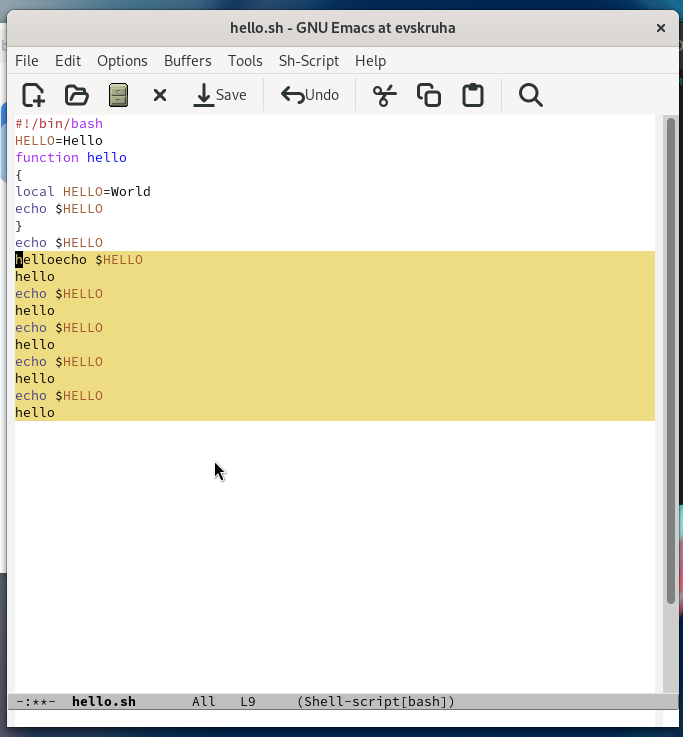 hello.sh - GNU Emacs at evskruha
File Edit Options Buffers Tools Sh-Script Help
Save Undo
#!/bin/bash
HELLO=Hello
function hello
{
local HELLO=World
echo $HELLO
}
echo $HELLO
helloecho $HELLO
hello
echo $HELLO
hello
echo $HELLO
hello
echo $HELLO
hello
echo $HELLO
hello
-:**- hello.sh All L9 (Shell-script[bash])